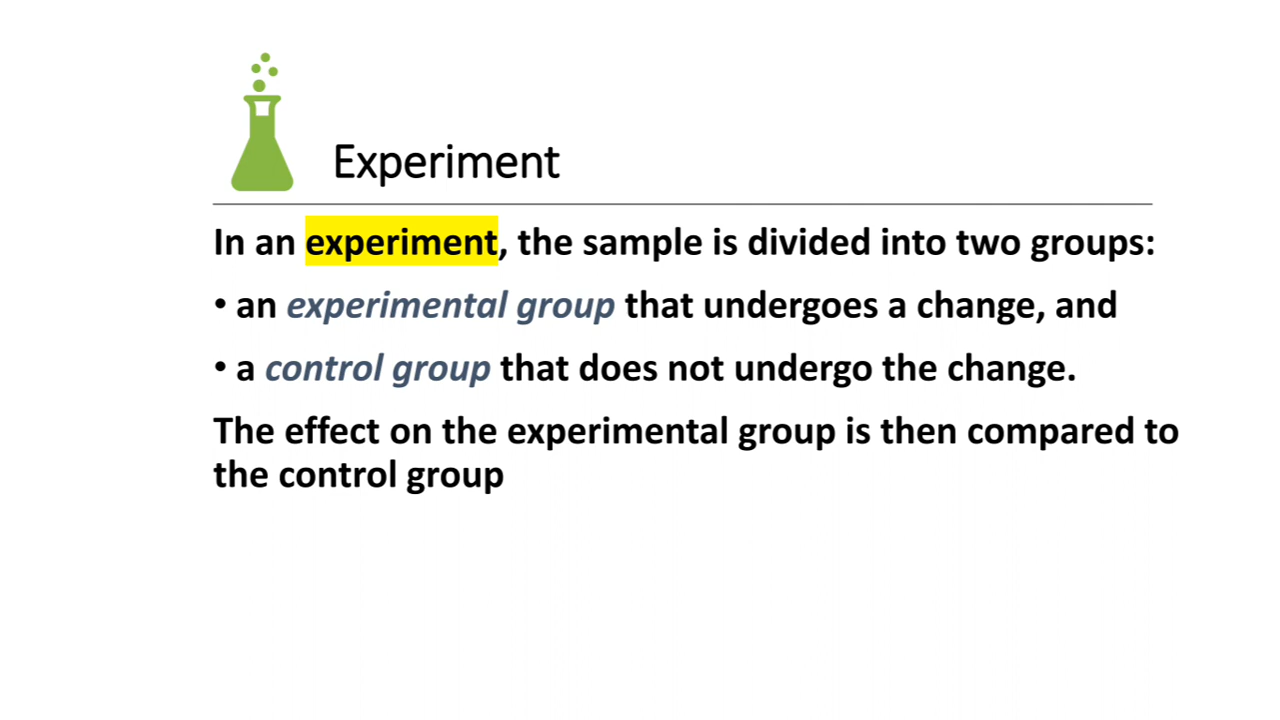 Experiment
In an experiment, the sample is divided into two groups:
• an experimental group that undergoes a change, and
• a control group that does not undergo the change.
The effect on the experimental group is then compared to
the control group